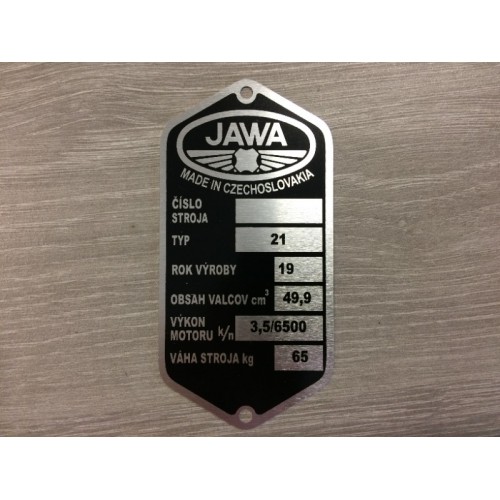 JAWA
MADE IN CZECHOSLOVAKIA
ČÍSLO
STROJA
TYP 21
ROK VÝROBY 19
OBSAH VALCOV cm³ 49,9
VÝKON
MOTORU k/n 3,5/6500
VÁHA STROJA kg 65